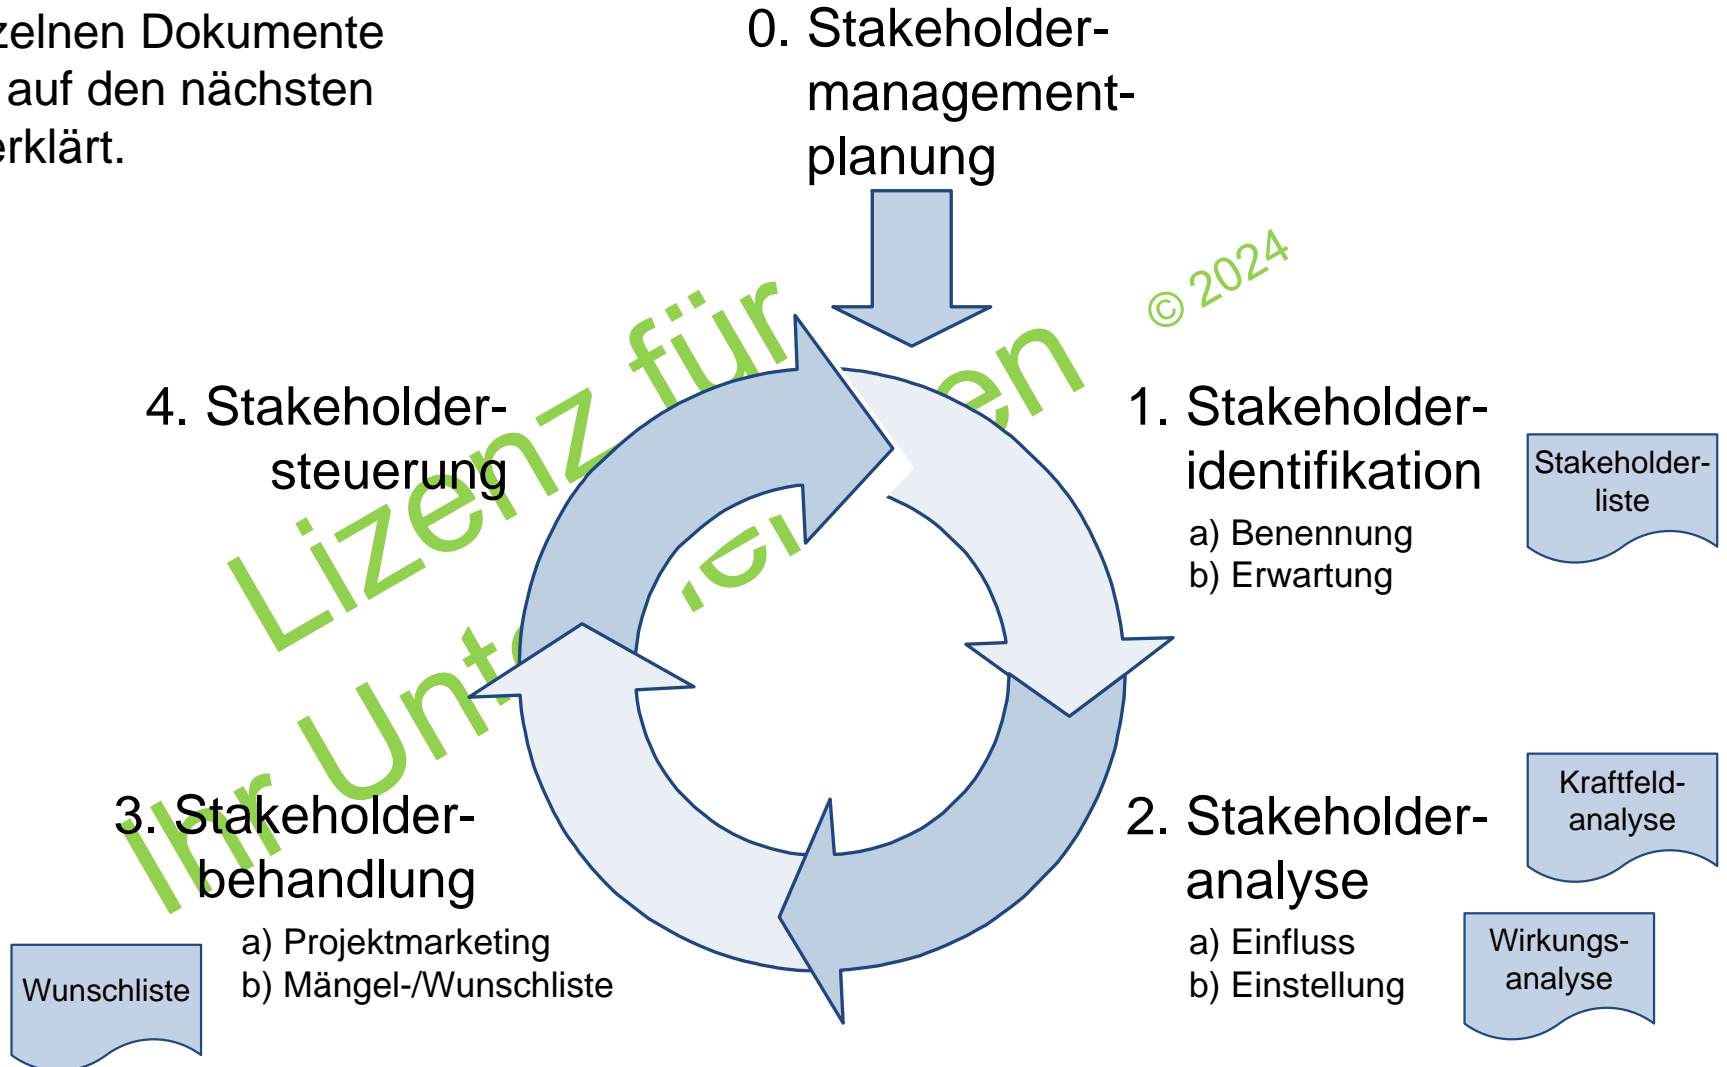 zelnen Dokumente
auf den nächsten
erklärt.
0. Stakeholder-
management-
planung
© 2024
Lizenz für
Ihr
4. Stakeholder-
steuerung
1. Stakeholder-
identifikation
a) Benennung
b) Erwartung
Stakeholder-
liste
3. Stakeholder-
behandlung
a) Projektmarketing
b) Mängel-/Wunschliste
Wunschliste
2. Stakeholder-
analyse
a) Einfluss
b) Einstellung
Kraftfeld-
analyse
Wirkungs-
analyse